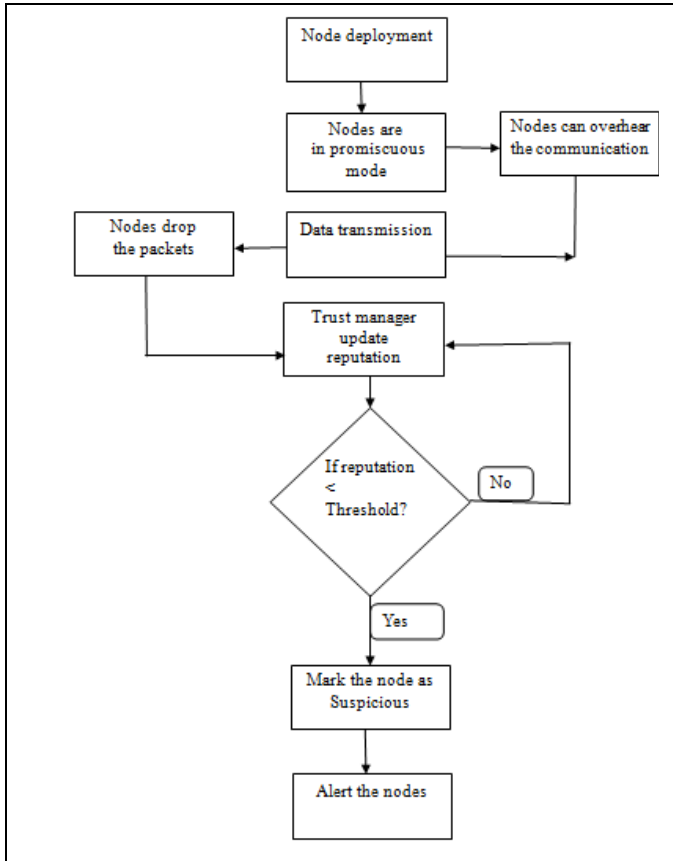 Node deployment
Nodes are
in promiscuous
mode
Nodes can overhear
the communication
Nodes drop
the packets
Data transmission
Trust manager
update
reputation
If reputation
<
Threshold?
No
Yes
Mark the node as
Suspicious
Alert the nodes